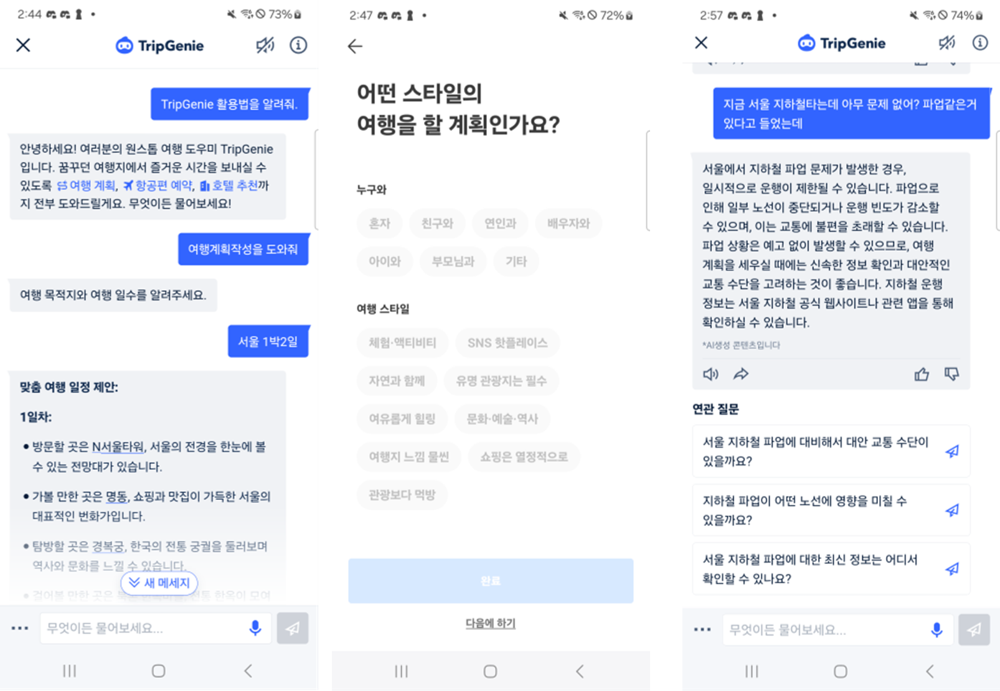 2:44
73%
TripGenie
TripGenie 활용법을 알려줘.
안녕하세요! 여러분의 원스톱 여행 도우미 TripGenie
입니다. 꿈꾸던 여행지에서 즐거운 시간을 보내실 수
있도록 여행 계획, 항공편 예약, 호텔 추천까
지 전부 도와드릴게요. 무엇이든 물어보세요!
여행계획작성을 도와줘
여행 목적지와 여행 일수를 알려주세요.
서울 1박2일
맞춤 여행 일정 제안:
1일차:
• 방문할 곳은 N서울타워, 서울의 전경을 한눈에 볼
수 있는 전망대가 있습니다.
• 가볼 만한 곳은 명동, 쇼핑과 맛집이 가득한 서울의
대표적인 번화가입니다.
• 탐방할 곳은 경복궁, 한국의 전통 궁궐을 둘러보며
역사와 문화를 느낄 수 있습니다.
새 메세지
• 걸어볼 만한 곳은 전통 한옥이 모여
무엇이든 물어보세요...
2:47
72%
어떤 스타일의
여행을 할 계획인가요?
누구와
혼자 친구와 연인과 배우자와
아이와 부모님과 기타
여행 스타일
체험·액티비티 SNS 핫플레이스
자연과 함께 유명 관광지는 필수
여유롭게 힐링 문화·예술·역사
여행지 느낌 물씬 쇼핑은 열정적으로
관광보다 먹방
완료
다음에 하기
2:57
74%
TripGenie
지금 서울 지하철타는데 아무 문제 없어? 파업같은거
있다고 들었는데
서울에서 지하철 파업 문제가 발생한 경우,
일시적으로 운행이 제한될 수 있습니다. 파업으로
인해 일부 노선이 중단되거나 운행 빈도가 감소할
수 있으며, 이는 교통에 불편을 초래할 수 있습니다.
파업 상황은 예고 없이 발생할 수 있으므로, 여행
계획을 세우실 때에는 신속한 정보 확인과 대안적인
교통 수단을 고려하는 것이 좋습니다. 지하철 운행
정보는 서울 지하철 공식 웹사이트나 관련 앱을 통해
확인하실 수 있습니다.
*AI생성 콘텐츠입니다
연관 질문
서울 지하철 파업에 대비해서 대안 교통 수단이
있을까요?
지하철 파업이 어떤 노선에 영향을 미칠 수
있을까요?
서울 지하철 파업에 대한 최신 정보는 어디서
확인할 수 있나요?
무엇이든 물어보세요...